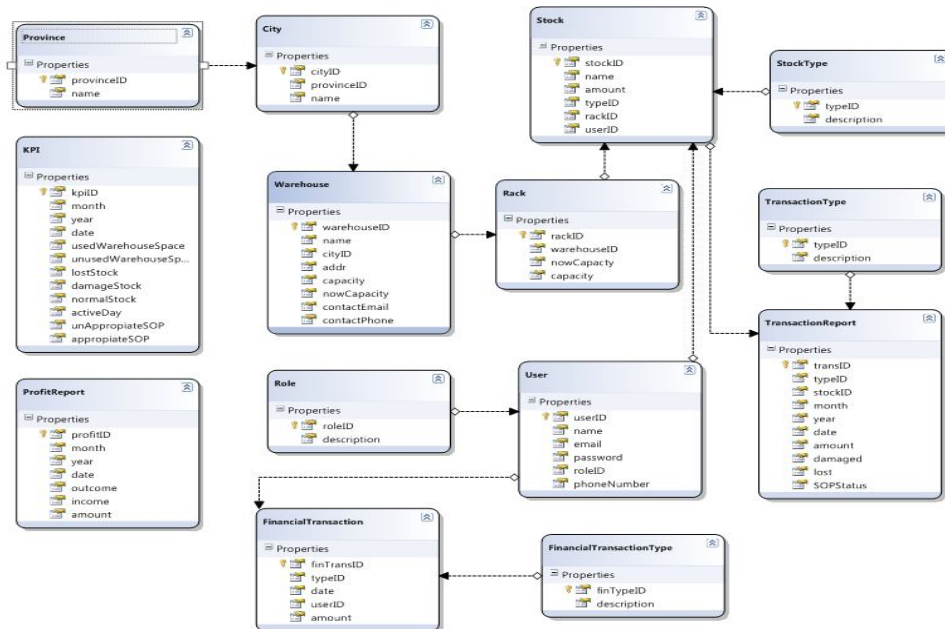 Province
Properties
provinceID
name
City
Properties
cityID
provinceID
name
Stock
Properties
stockID
name
amount
typeID
rackID
userID
StockType
Properties
typeID
description
KPI
Properties
kpiID
month
year
date
usedWarehouseSpace
unusedWarehouseSp...
lostStock
damageStock
normalStock
activeDay
unAppropiateSOP
appropiateSOP
Warehouse
Properties
warehouseID
name
cityID
addr
capacity
nowCapacity
contactEmail
contactPhone
Rack
Properties
rackID
warehouseID
nowCapacty
capacity
TransactionType
Properties
typeID
description
TransactionReport
Properties
transID
typeID
stockID
month
year
date
amount
damaged
lost
SOPStatus
ProfitReport
Properties
profitID
month
year
date
outcome
income
amount
Role
Properties
roleID
description
User
Properties
userID
name
email
password
roleID
phoneNumber
FinancialTransaction
Properties
finTransID
typeID
date
userID
amount
FinancialTransactionType
Properties
finTypeID
description